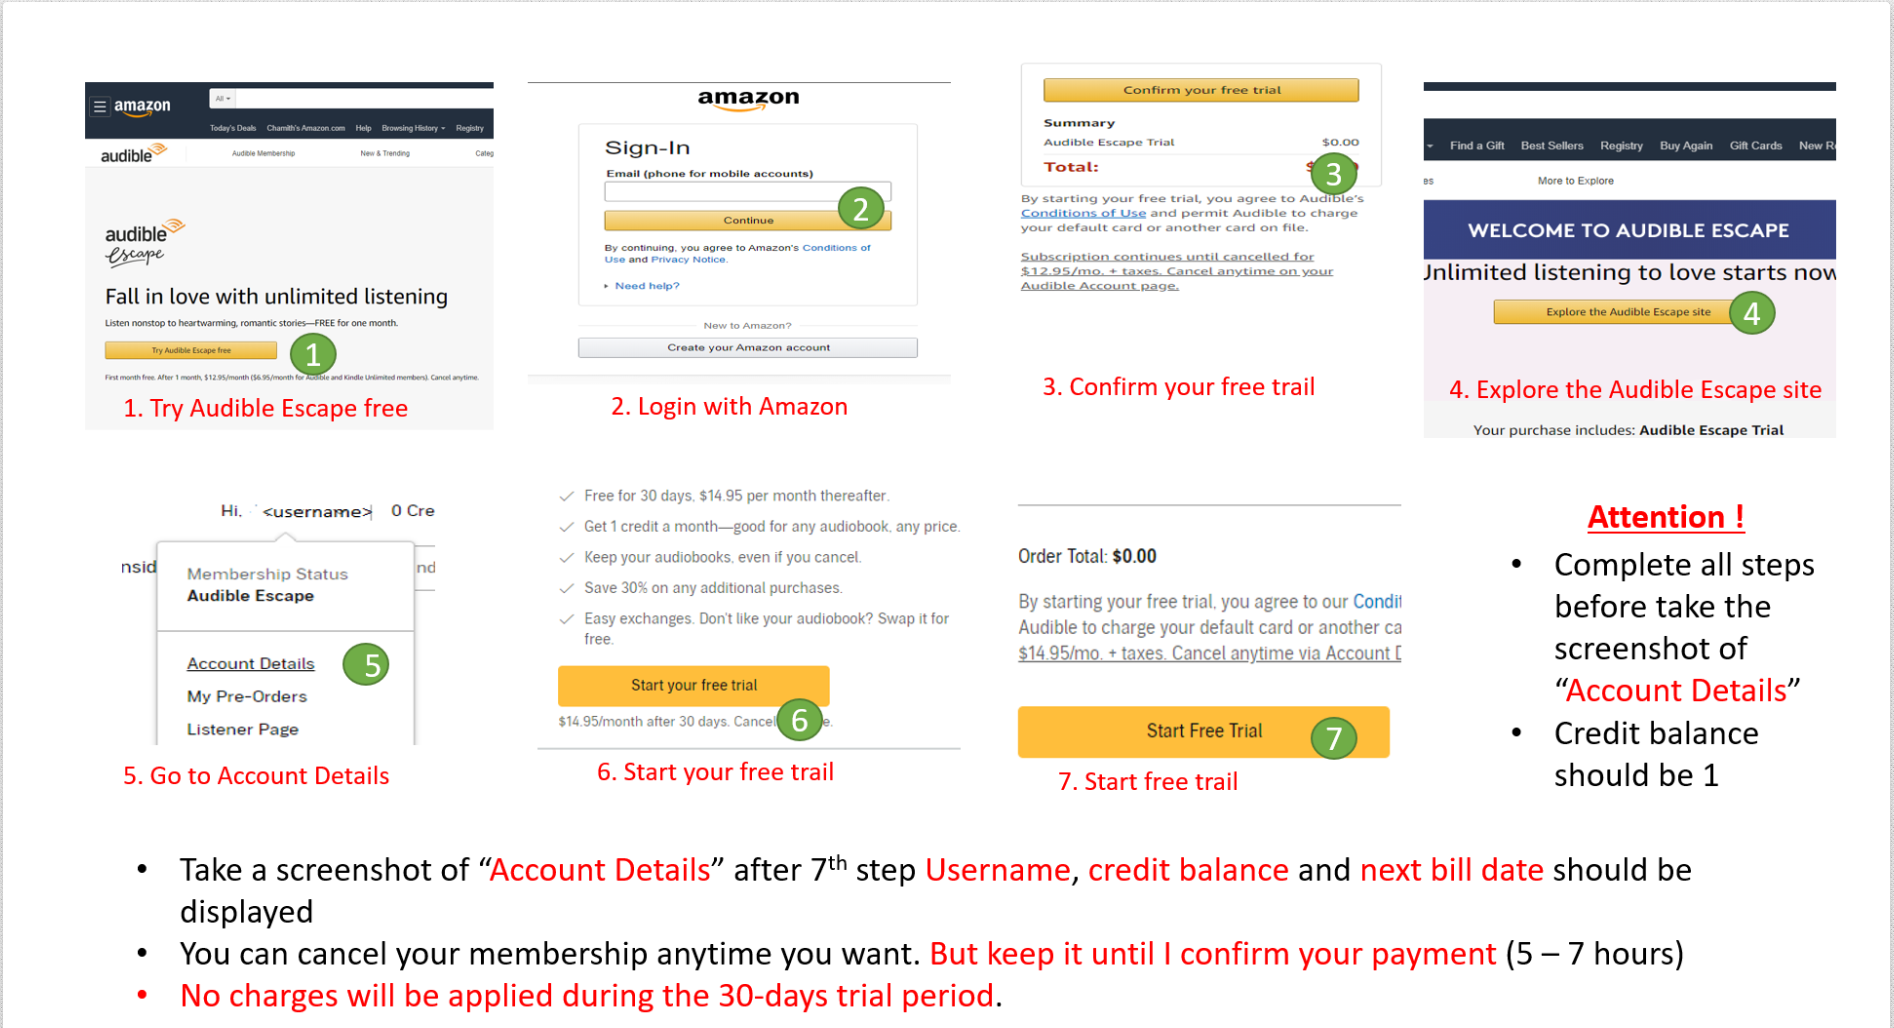 amazon
All
Today's Deals Chamith's Amazon.com Help Browsing History Registry
audible
Audible Membership New & Trending Categ
audible
escape
Fall in love with unlimited listening
Listen nonstop to heartwarming, romantic stories—FREE for one month.
Try Audible Escape free
1
First month free. After 1 month, $12.95/month ($6.95/month for Audible and Kindle Unlimited members). Cancel anytime.
1. Try Audible Escape free
amazon
Sign-In
Email (phone for mobile accounts)
2
Continue
By continuing, you agree to Amazon's Conditions of
Use and Privacy Notice.
Need help?
New to Amazon?
Create your Amazon account
2. Login with Amazon
Confirm your free trial
Summary
Audible Escape Trial $0.00
Total: $
3
By starting your free trial, you agree to Audible's
Conditions of Use and permit Audible to charge
your default card or another card on file.
Subscription continues until cancelled for
$12.95/mo. + taxes. Cancel anytime on your
Audible Account page.
3. Confirm your free trail
Find a Gift Best Sellers Registry Buy Again Gift Cards New R
es More to Explore
WELCOME TO AUDIBLE ESCAPE
Unlimited listening to love starts now
Explore the Audible Escape site
4
4. Explore the Audible Escape site
Your purchase includes: Audible Escape Trial
Hi, <username> 0 Cre
nsid
nd
Membership Status
Audible Escape
Account Details
5
My Pre-Orders
Listener Page
5. Go to Account Details
Free for 30 days, $14.95 per month thereafter.
Get 1 credit a month—good for any audiobook, any price.
Keep your audiobooks, even if you cancel.
Save 30% on any additional purchases.
Easy exchanges. Don't like your audiobook? Swap it for
free.
Start your free trial
$14.95/month after 30 days. Cancel e.
6
6. Start your free trail
Order Total: $0.00
By starting your free trial, you agree to our Condit
Audible to charge your default card or another ca
$14.95/mo. + taxes. Cancel anytime via Account D
Start Free Trial
7
7. Start free trail
Attention !
• Complete all steps
before take the
screenshot of
“Account Details”
• Credit balance
should be 1
• Take a screenshot of “Account Details” after 7th step Username, credit balance and next bill date should be
displayed
• You can cancel your membership anytime you want. But keep it until I confirm your payment (5 – 7 hours)
• No charges will be applied during the 30-days trial period.